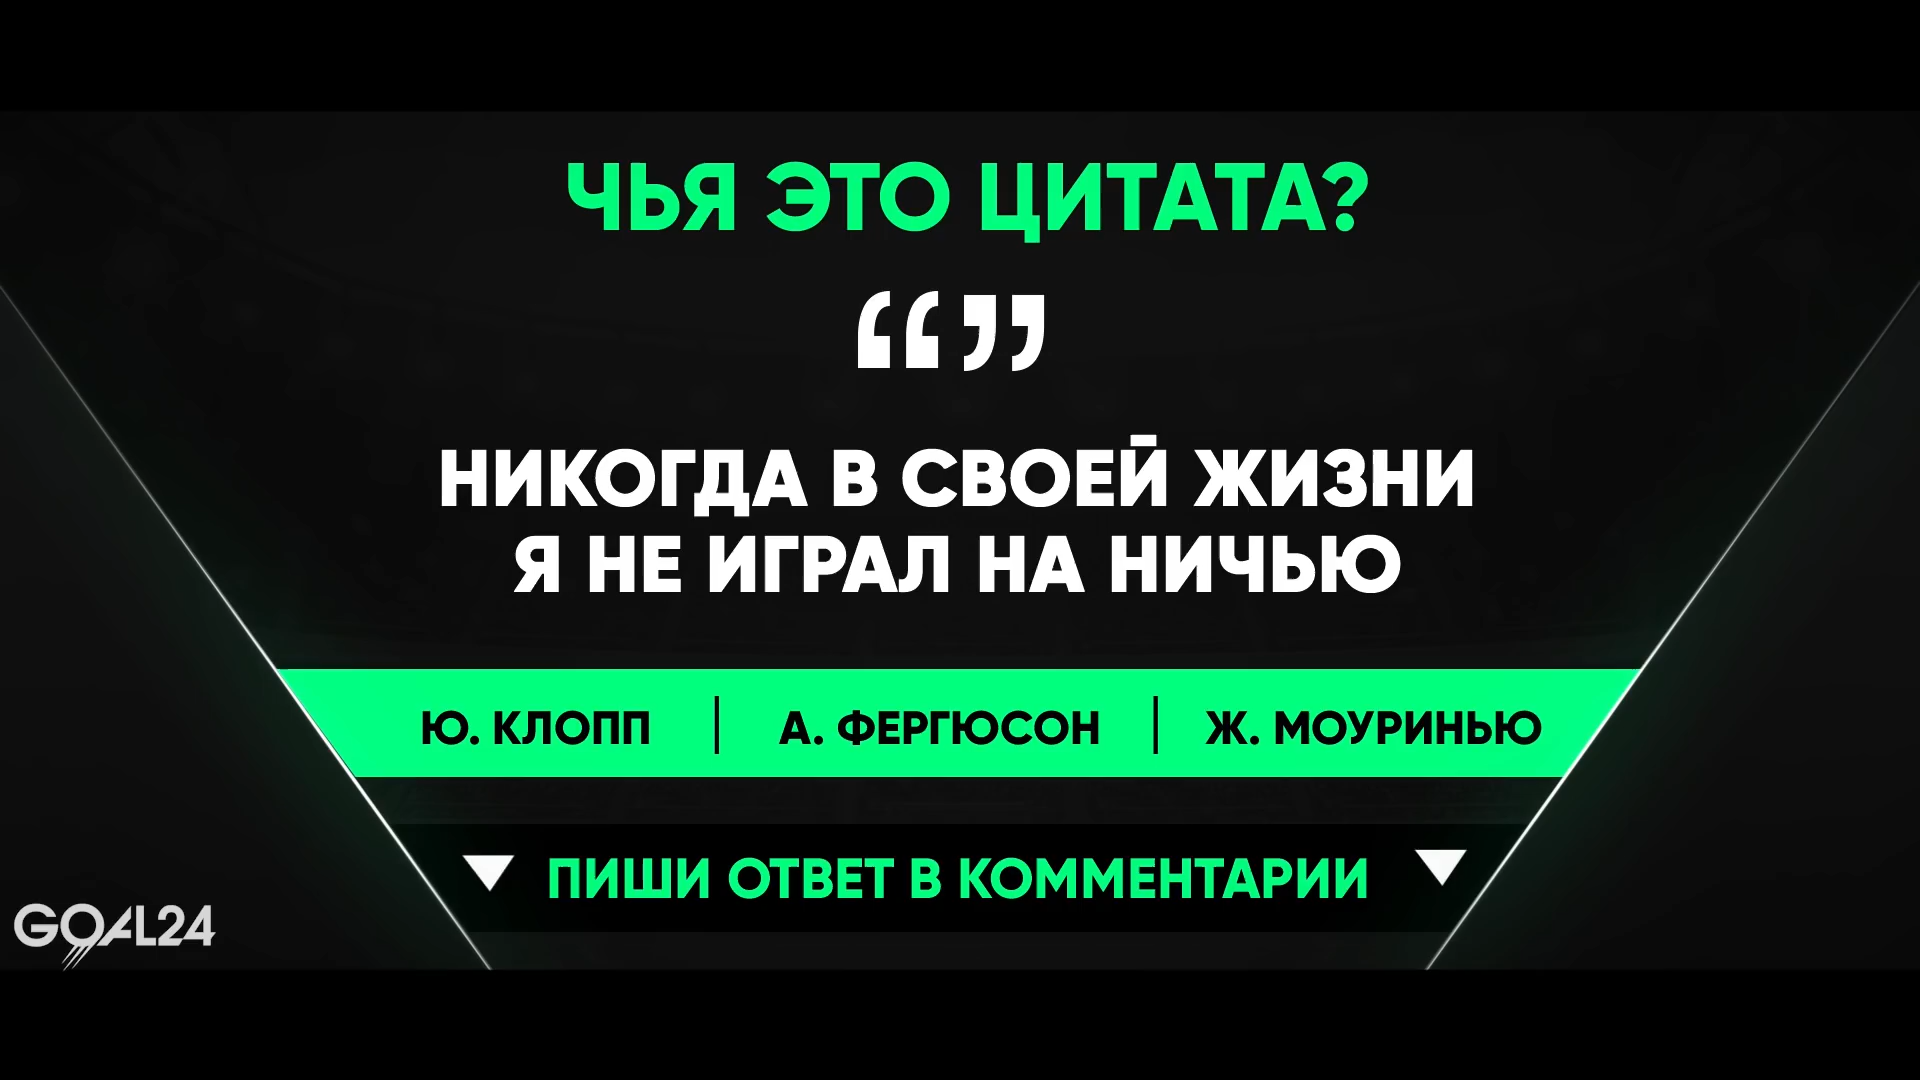 ЧЬЯ ЭТО ЦИТАТА?
“”
НИКОГДА В СВОЕЙ ЖИЗНИ
Я НЕ ИГРАЛ НА НИЧЬЮ
Ю. КЛОПП | А. ФЕРГЮСОН | Ж. МОУРИНЬЮ
ПИШИ ОТВЕТ В КОММЕНТАРИИ
GOAL24